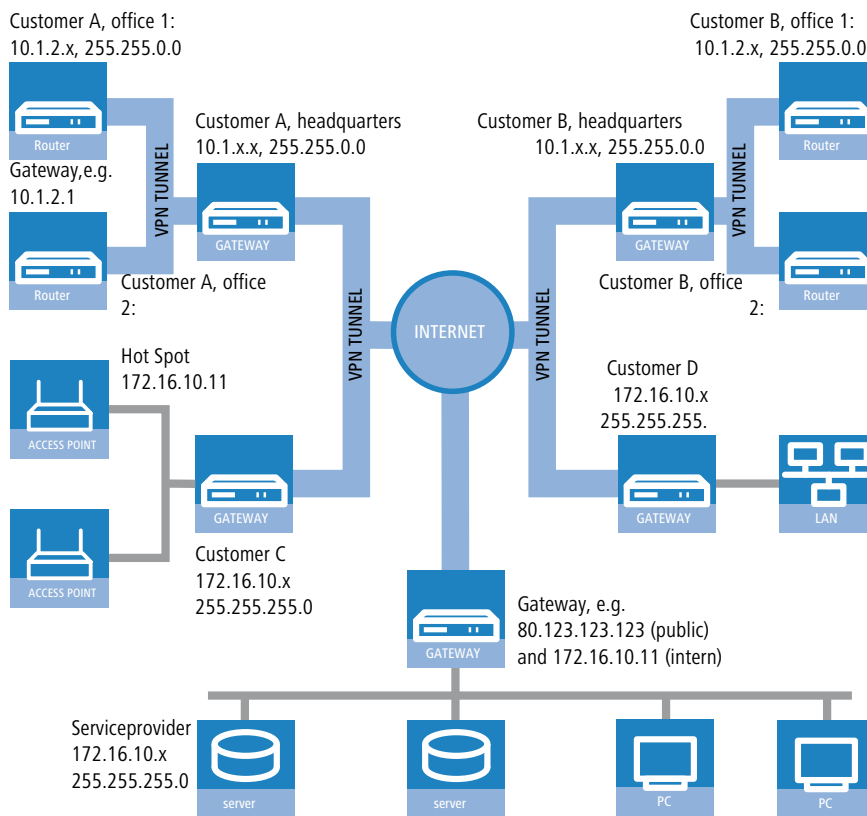 Customer A, office 1:
10.1.2.x, 255.255.0.0
Router
Gateway,e.g.
10.1.2.1
Router
VPN TUNNEL
Customer A, headquarters
10.1.x.x, 255.255.0.0
GATEWAY
Customer A, office
2:
Customer B, office 1:
10.1.2.x, 255.255.0.0
Router
Customer B, headquarters
10.1.x.x, 255.255.0.0
GATEWAY
VPN TUNNEL
Router
Customer B, office
2:
VPN TUNNEL
INTERNET
VPN TUNNEL
Hot Spot
172.16.10.11
ACCESS POINT
ACCESS POINT
GATEWAY
Customer C
172.16.10.x
255.255.255.0
Customer D
172.16.10.x
255.255.255.
GATEWAY
LAN
GATEWAY
Gateway, e.g.
80.123.123.123 (public)
and 172.16.10.11 (intern)
Serviceprovider
172.16.10.x
255.255.255.0
server
server
PC
PC